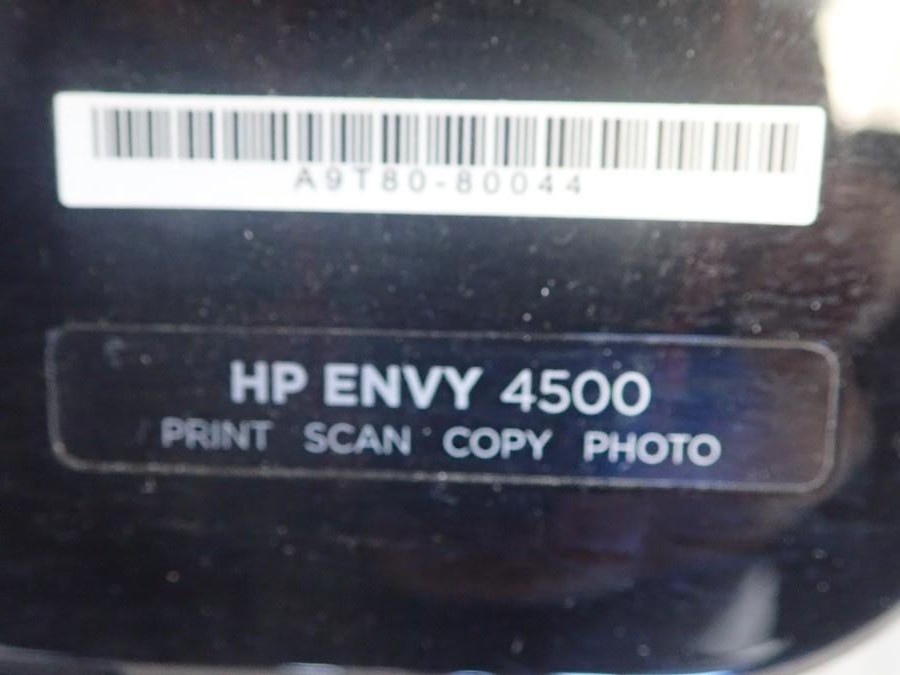 A9T80-80044
HP ENVY 4500
PRINT SCAN COPY PHOTO